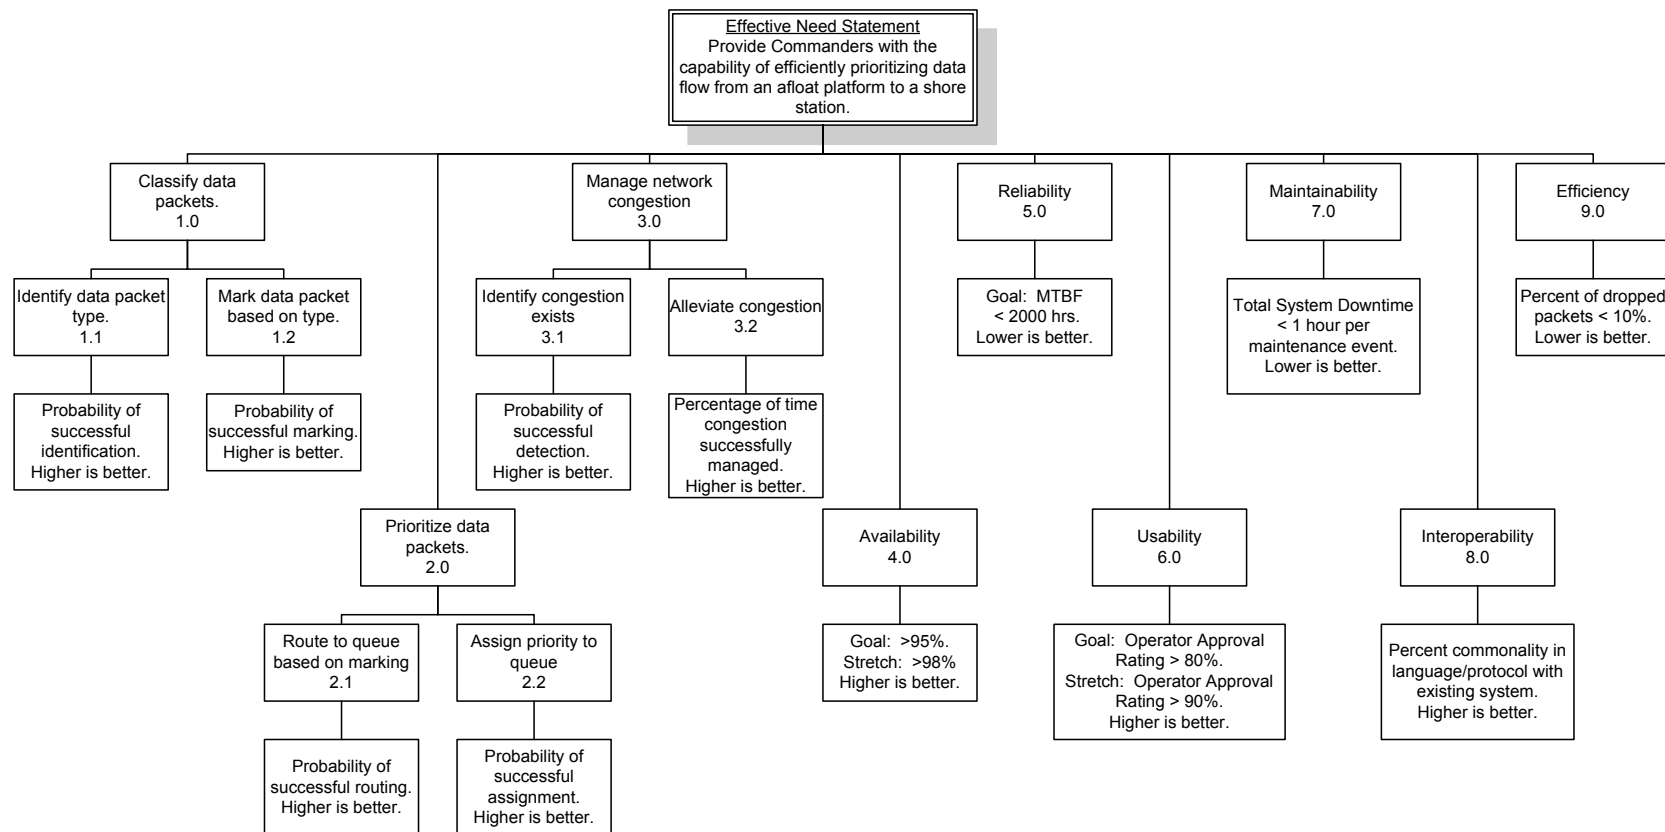 Effective Need Statement
Provide Commanders with the
capability of efficiently prioritizing data
flow from an afloat platform to a shore
station.
Classify data
packets.
1.0
Manage network
congestion
3.0
Reliability
5.0
Maintainability
7.0
Efficiency
9.0
Identify data packet
type.
1.1
Mark data packet
based on type.
1.2
Identify congestion
exists
3.1
Alleviate congestion
3.2
Goal: MTBF
< 2000 hrs.
Lower is better.
Total System Downtime
< 1 hour per
maintenance event.
Lower is better.
Percent of dropped
packets < 10%.
Lower is better.
Probability of
successful
identification.
Higher is better.
Probability of
successful marking.
Higher is better.
Probability of
successful
detection.
Higher is better.
Percentage of time
congestion
successfully
managed.
Higher is better.
Prioritize data
packets.
2.0
Availability
4.0
Usability
6.0
Interoperability
8.0
Route to queue
based on marking
2.1
Assign priority to
queue
2.2
Goal: >95%.
Stretch: >98%
Higher is better.
Goal: Operator Approval
Rating > 80%.
Stretch: Operator Approval
Rating > 90%.
Higher is better.
Percent commonality in
language/protocol with
existing system.
Higher is better.
Probability of
successful routing.
Higher is better.
Probability of
successful
assignment.
Higher is better.